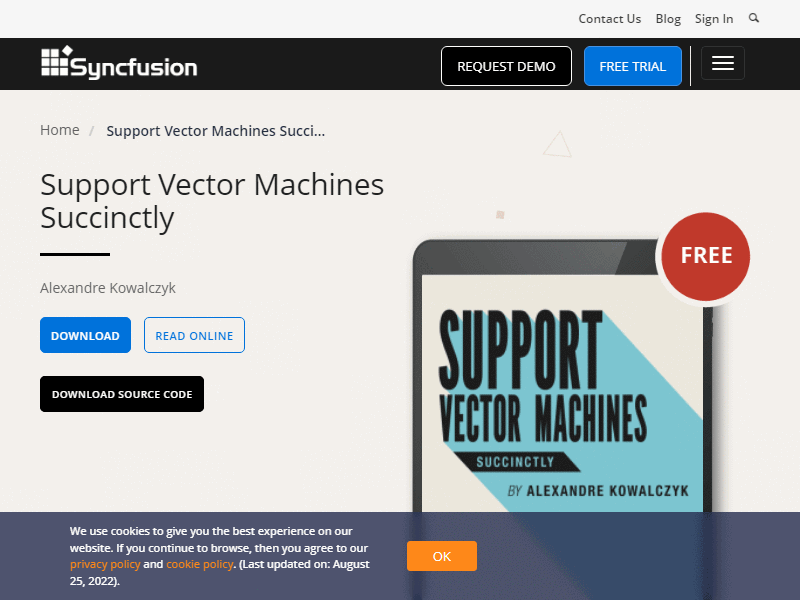 Contact Us Blog Sign In
Syncfusion
REQUEST DEMO FREE TRIAL
Home / Support Vector Machines Succi...
Support Vector Machines
Succinctly
Alexandre Kowalczyk
DOWNLOAD READ ONLINE
DOWNLOAD SOURCE CODE
FREE
SUPPORT
VECTOR MACHINES
SUCCINCTLY
BY ALEXANDRE KOWALCZYK
We use cookies to give you the best experience on our
website. If you continue to browse, then you agree to our
privacy policy and cookie policy. (Last updated on: August
25, 2022).
OK